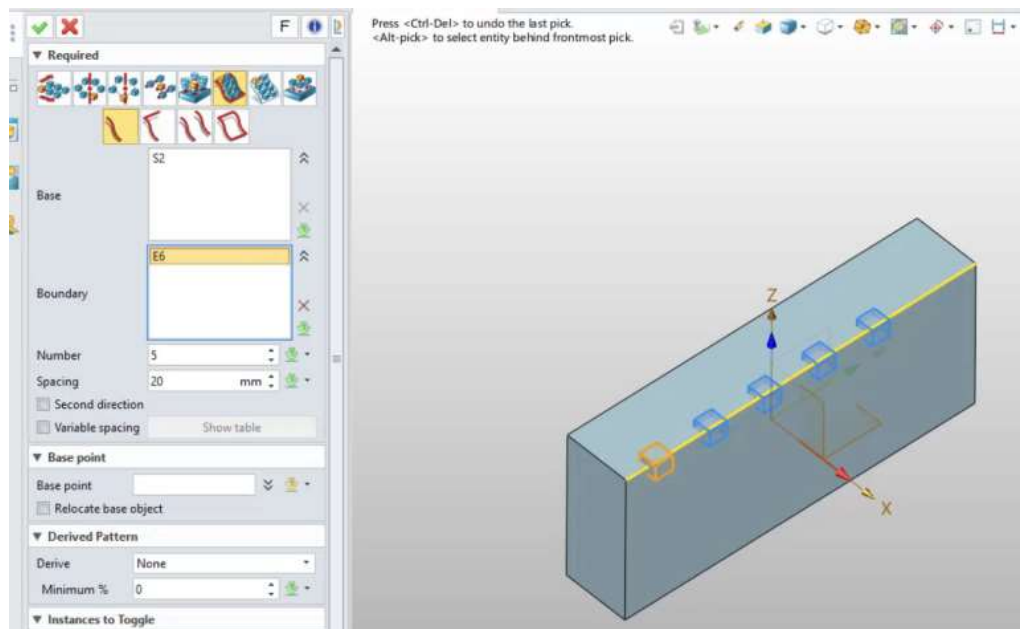 Press <Ctrl-Del> to undo the last pick.
<Alt-pick> to select entity behind frontmost pick.
F
▼ Required
Base
S2
Boundary
E6
Number 5
Spacing 20 mm
Second direction
Variable spacing Show table
▼ Base point
Base point
Relocate base object
▼ Derived Pattern
Derive None
Minimum % 0
▼ Instances to Toggle
Z
X